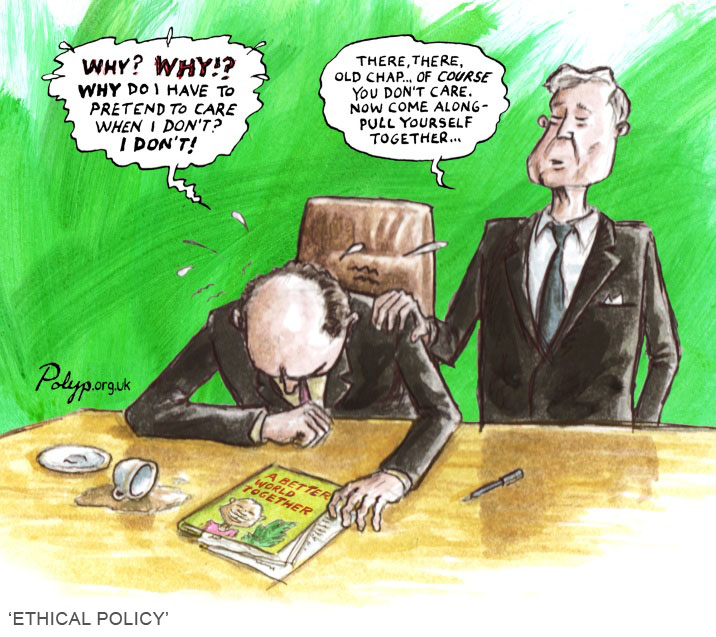 WHY? WHY!?
WHY DO I HAVE TO
PRETEND TO CARE
WHEN I DON'T?
I DON'T!
THERE, THERE,
OLD CHAP... OF COURSE
YOU DON'T CARE.
NOW COME ALONG-
PULL YOURSELF
TOGETHER...
Polyp.org.uk
A BETTER
WORLD
TOGETHER
‘ETHICAL POLICY’